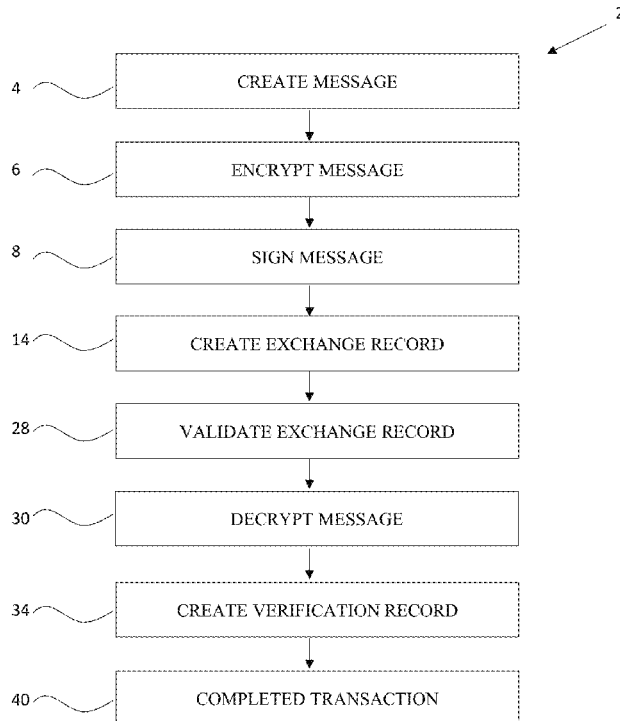 2
4 CREATE MESSAGE
6 ENCRYPT MESSAGE
8 SIGN MESSAGE
14 CREATE EXCHANGE RECORD
28 VALIDATE EXCHANGE RECORD
30 DECRYPT MESSAGE
34 CREATE VERIFICATION RECORD
40 COMPLETED TRANSACTION